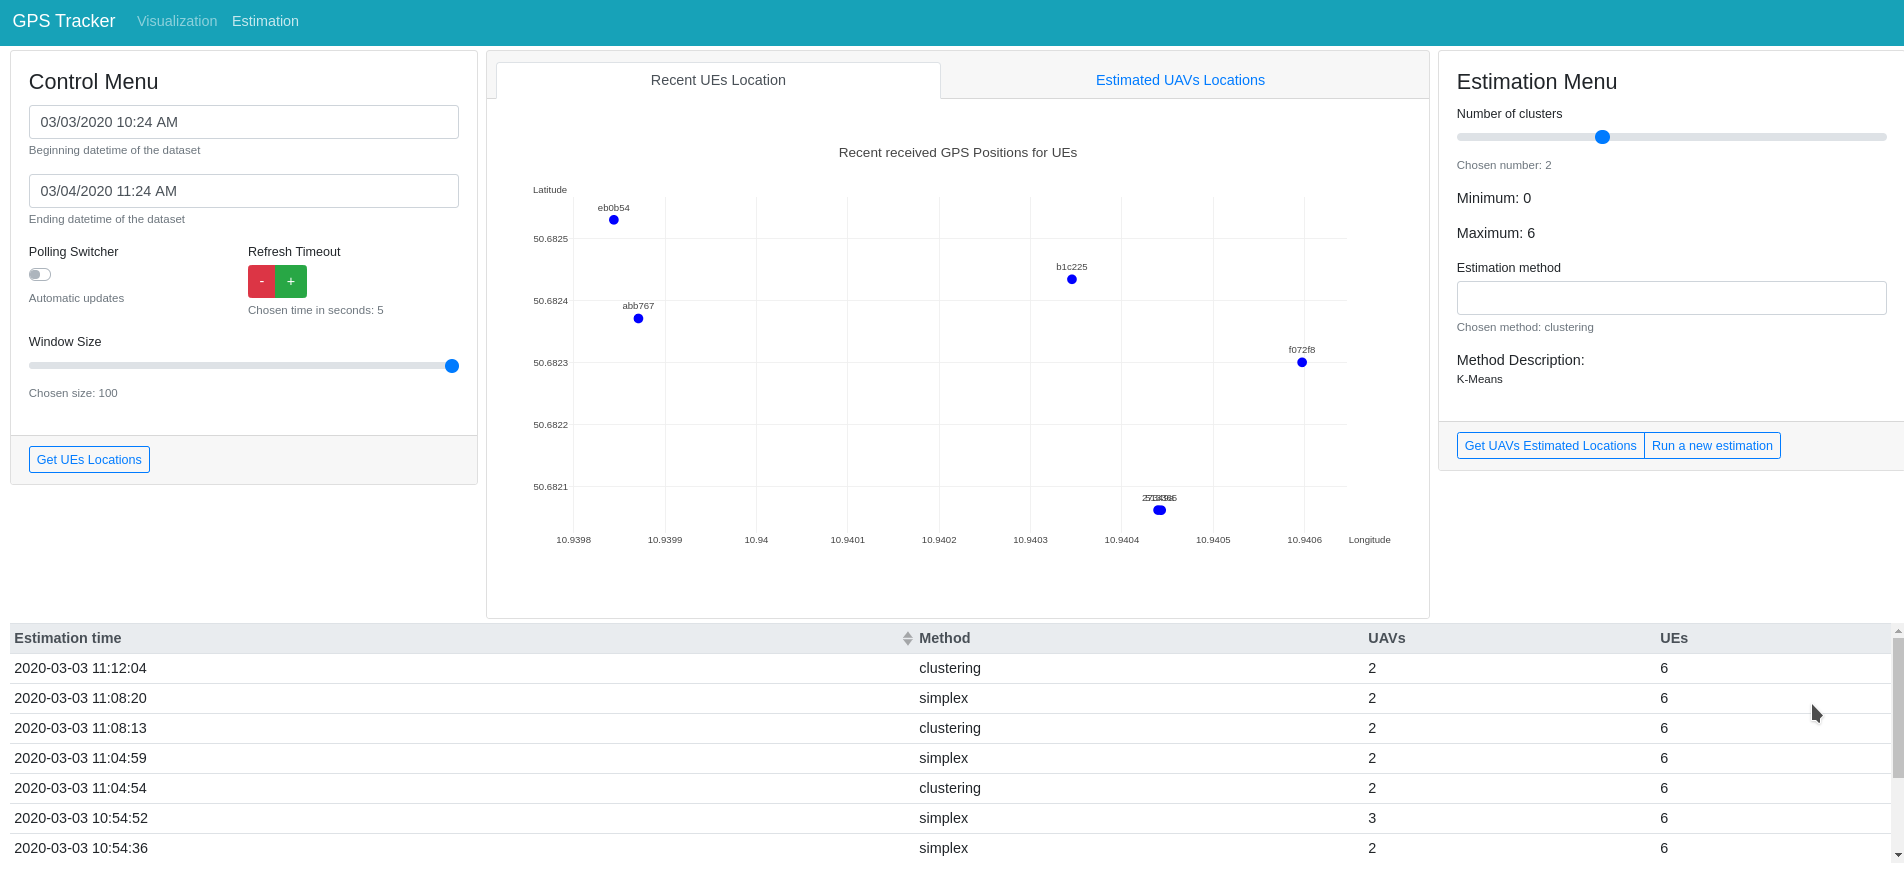 GPS Tracker Visualization Estimation
Control Menu
03/03/2020 10:24 AM
Beginning datetime of the dataset
03/04/2020 11:24 AM
Ending datetime of the dataset
Polling Switcher Refresh Timeout
- +
Automatic updates
Chosen time in seconds: 5
Window Size
Chosen size: 100
Get UEs Locations
Recent UEs Location Estimated UAVs Locations
Recent received GPS Positions for UEs
Latitude
eb0b54
50.6825
b1c225
50.6824
abb767
f072f8
50.6823
50.6822
50.6821
10.9398 10.9399 10.94 10.9401 10.9402 10.9403 10.9404 10.9405 10.9406 Longitude
Estimation Menu
Number of clusters
Chosen number: 2
Minimum: 0
Maximum: 6
Estimation method
Chosen method: clustering
Method Description:
K-Means
Get UAVs Estimated Locations Run a new estimation
Estimation time Method UAVs UEs
2020-03-03 11:12:04 clustering 2 6
2020-03-03 11:08:20 simplex 2 6
2020-03-03 11:08:13 clustering 2 6
2020-03-03 11:04:59 simplex 2 6
2020-03-03 11:04:54 clustering 2 6
2020-03-03 10:54:52 simplex 3 6
2020-03-03 10:54:36 simplex 2 6